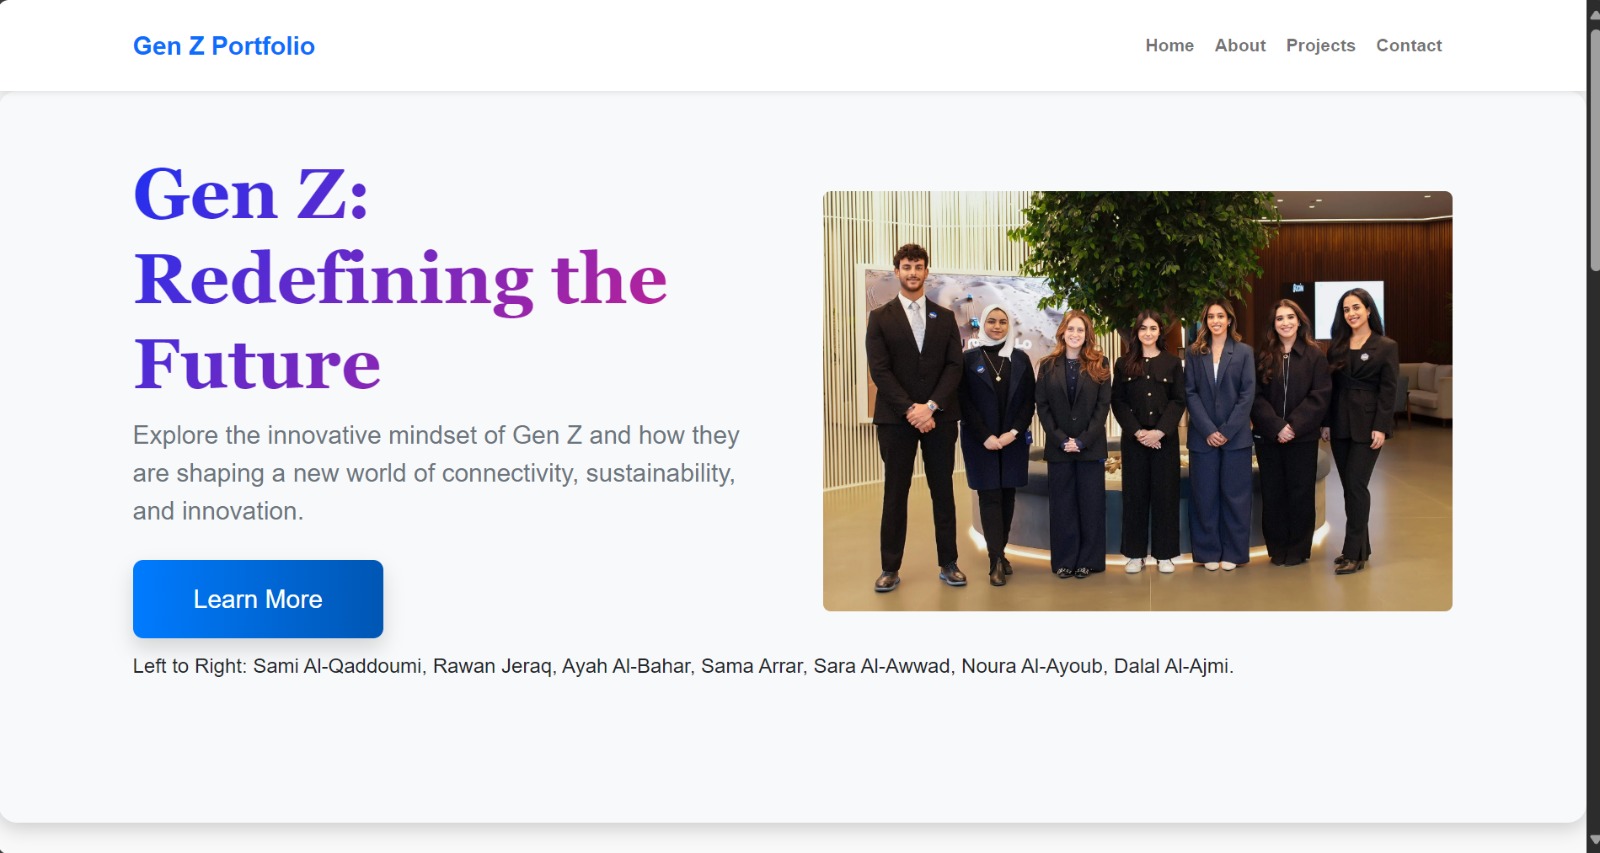 Gen Z Portfolio
Home About Projects Contact
Gen Z:
Redefining the
Future
Explore the innovative mindset of Gen Z and how they
are shaping a new world of connectivity, sustainability,
and innovation.
Learn More
Left to Right: Sami Al-Qaddoumi, Rawan Jeraq, Ayah Al-Bahar, Sama Arrar, Sara Al-Awwad, Noura Al-Ayoub, Dalal Al-Ajmi.